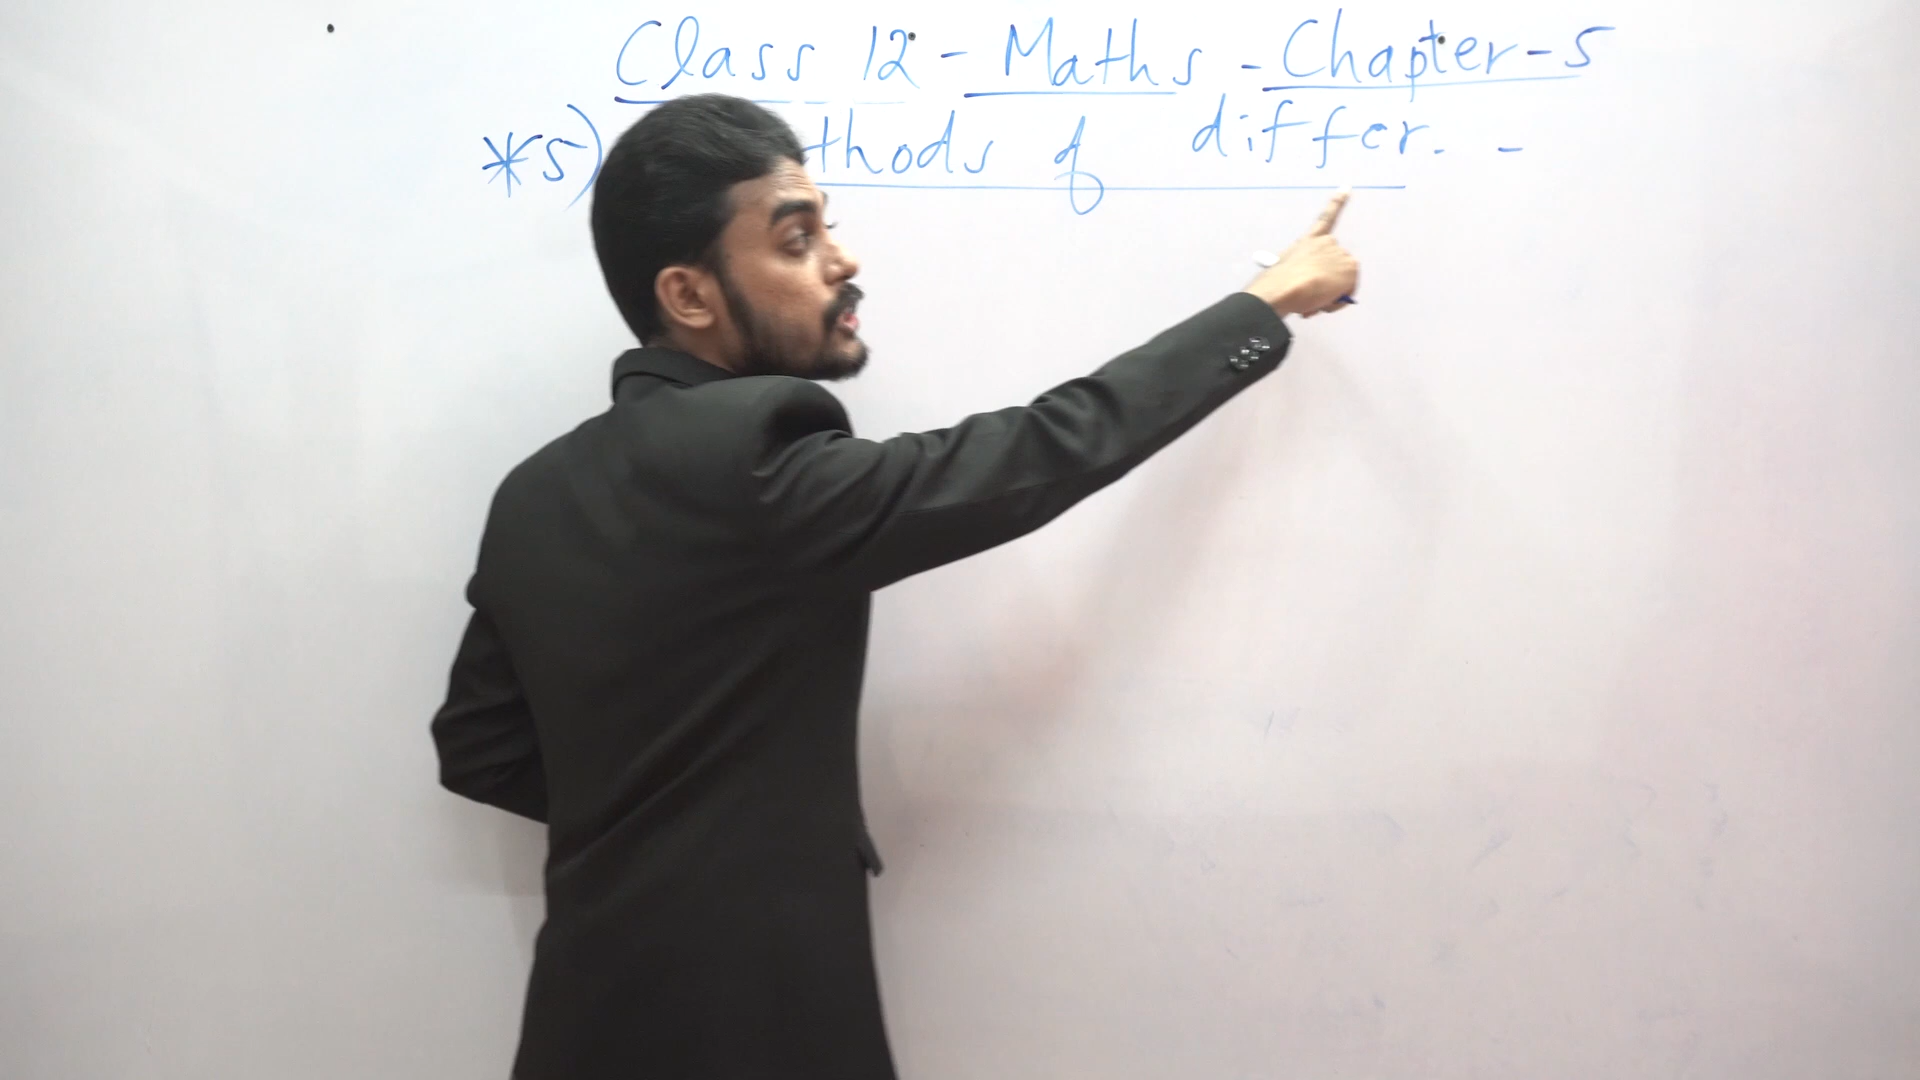 Class 12 - Maths - Chapter - 5
*5) thods of differ. -